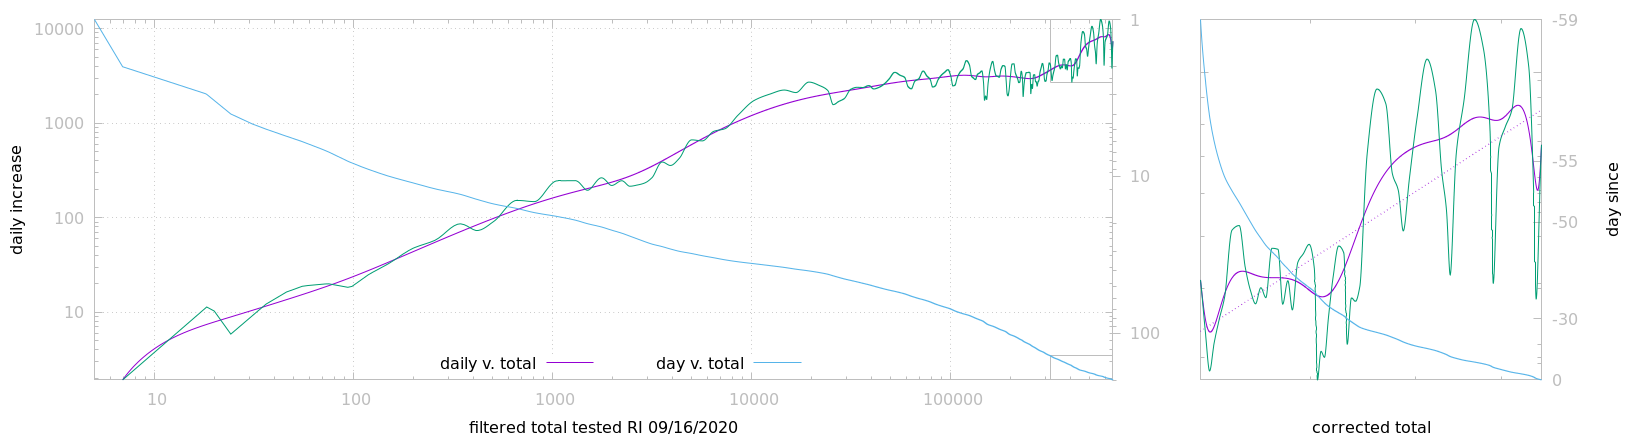 daily increase
10000
1000
100
10
10
100
1000
10000
100000
filtered total tested RI 09/16/2020
daily v. total
day v. total
1
10
100
corrected total
-59
-55
-50
-30
0
day since